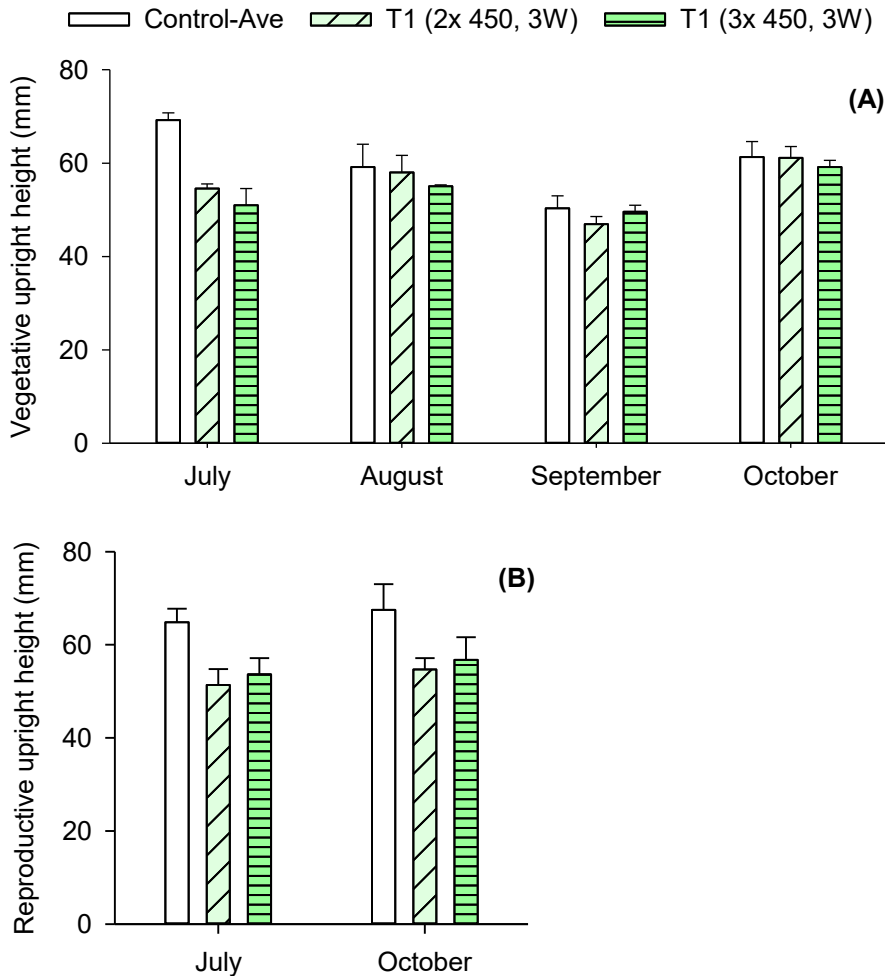 Control-Ave T1 (2x 450, 3W) T1 (3x 450, 3W)
Vegetative upright height (mm)
80
60
40
20
0
(A)
July August September October
Reproductive upright height (mm)
80
60
40
20
0
(B)
July October